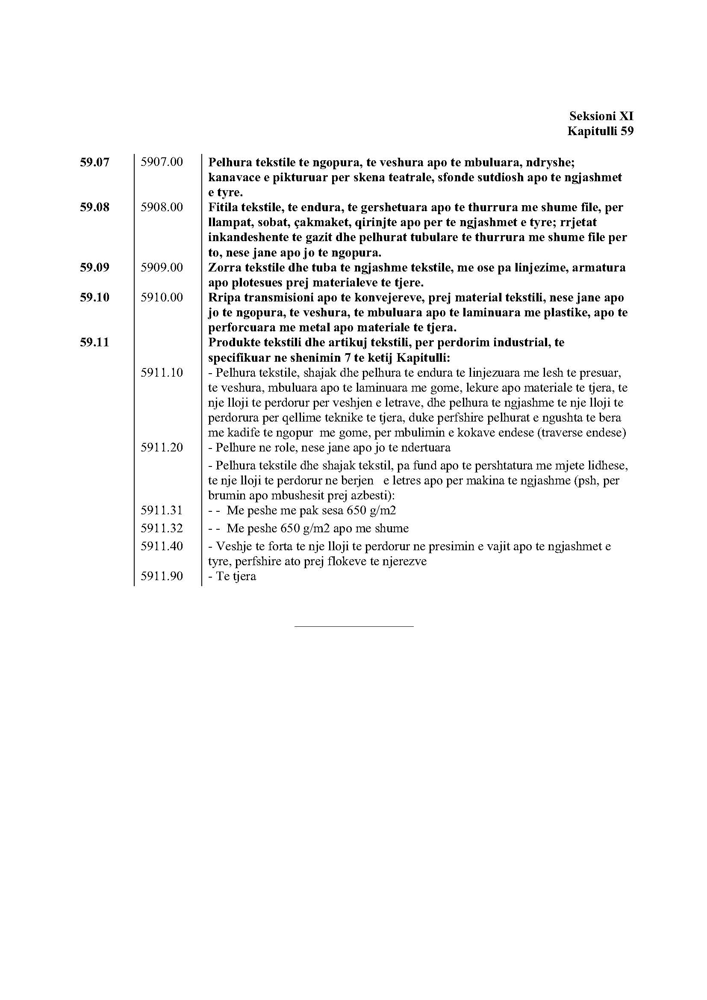 Seksioni XI
Kapitulli 59
59.07 5907.00 Pelhura tekstile te ngopura, te veshura apo te mbuluara, ndryshe;
kanavace e pikturuar per skena teatrale, sfonde sutdiosh apo te ngjashmet
e tyre.
59.08 5908.00 Fitila tekstile, te endura, te gershetuara apo te thurrura me shume file, per
llampat, sobat, çakmaket, qirinjte apo per te ngjashmet e tyre; rrjetat
inkandeshente te gazit dhe pelhurat tubulare te thurrura me shume file per
to, nese jane apo jo te ngopura.
59.09 5909.00 Zorra tekstile dhe tuba te ngjashme tekstile, me ose pa linjezime, armatura
apo plotesues prej materialeve te tjere.
59.10 5910.00 Rripa transmisioni apo te konvejereve, prej material tekstili, nese jane apo
jo te ngopura, te veshura, te mbuluara apo te laminuara me plastike, apo te
perforcuara me metal apo materiale te tjera.
59.11 Produkte tekstili dhe artikuj tekstili, per perdorim industrial, te
specifikuar ne shenimin 7 te ketij Kapitulli:
5911.10 - Pelhura tekstile, shajak dhe pelhura te endura te linjezuara me lesh te presuar,
te veshura, mbuluara apo te laminuara me gome, lekure apo materiale te tjera, te
nje lloji te perdorur per veshjen e letrave, dhe pelhura te ngjashme te nje lloji te
perdorura per qellime teknike te tjera, duke perfshire pelhurat e ngushta te bera
me kadife te ngopur me gome, per mbulimin e kokave endese (traverse endese)
5911.20 - Pelhure ne role, nese jane apo jo te ndertuara
- Pelhura tekstile dhe shajak tekstil, pa fund apo te pershtatura me mjete lidhese,
te nje lloji te perdorur ne berjen e letres apo per makina te ngjashme (psh, per
brumin apo mbushesit prej azbesti):
5911.31 - - Me peshe me pak sesa 650 g/m2
5911.32 - - Me peshe 650 g/m2 apo me shume
5911.40 - Veshje te forta te nje lloji te perdorur ne presimin e vajit apo te ngjashmet e
tyre, perfshire ato prej flokeve te njerezve
5911.90 - Te tjera